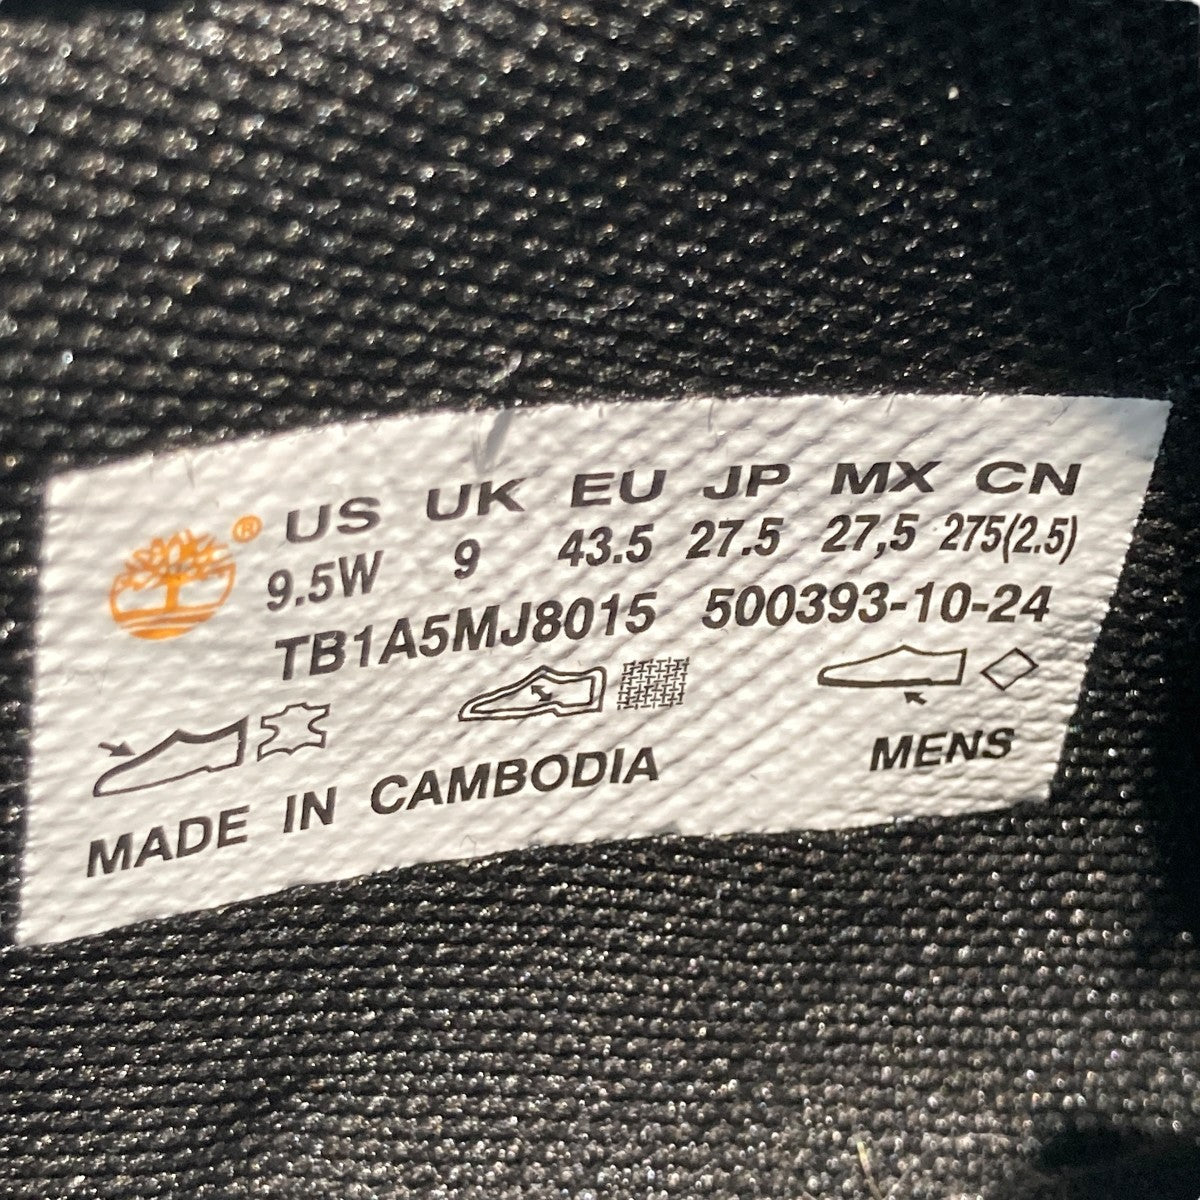 ® US UK EU JP MX CN
9.5W 9 43.5 27.5 27,5 275(2.5)
TB1A5MJ8015 500393-10-24
MADE IN CAMBODIA MENS